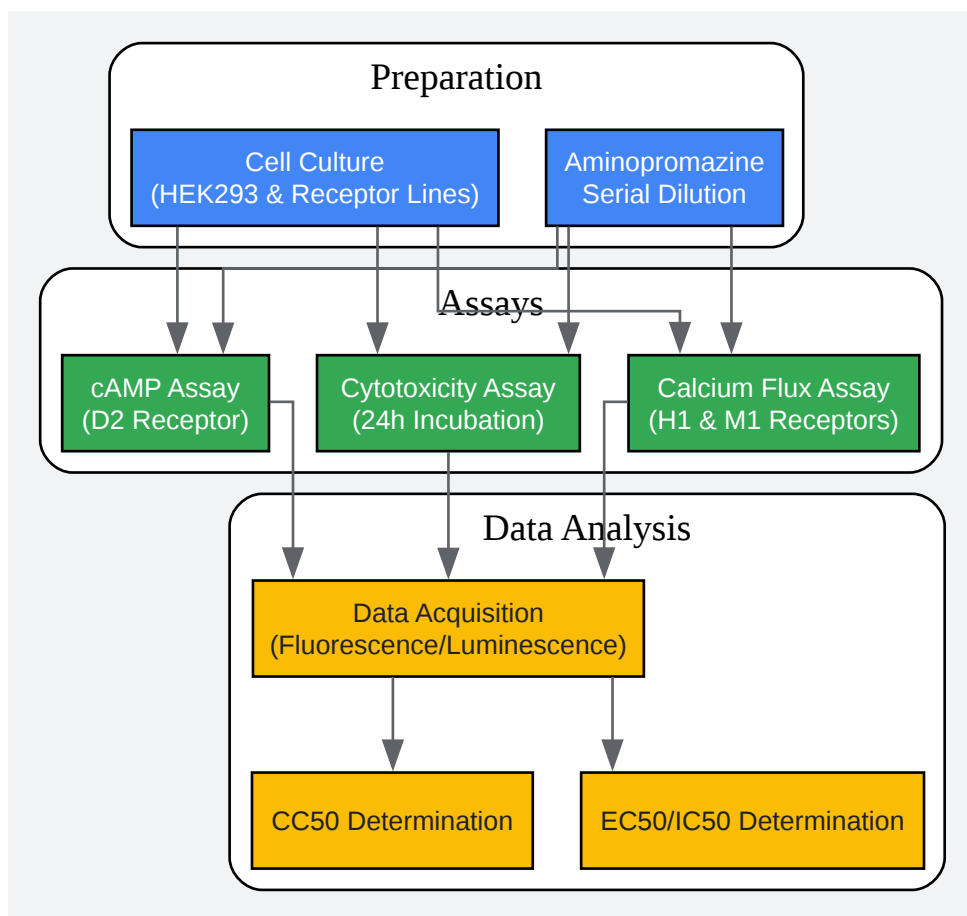 Preparation
Cell Culture
(HEK293 & Receptor Lines)
Aminopromazine
Serial Dilution
Assays
cAMP Assay
(D2 Receptor)
Cytotoxicity Assay
(24h Incubation)
Calcium Flux Assay
(H1 & M1 Receptors)
Data Analysis
Data Acquisition
(Fluorescence/Luminescence)
CC50 Determination
EC50/IC50 Determination